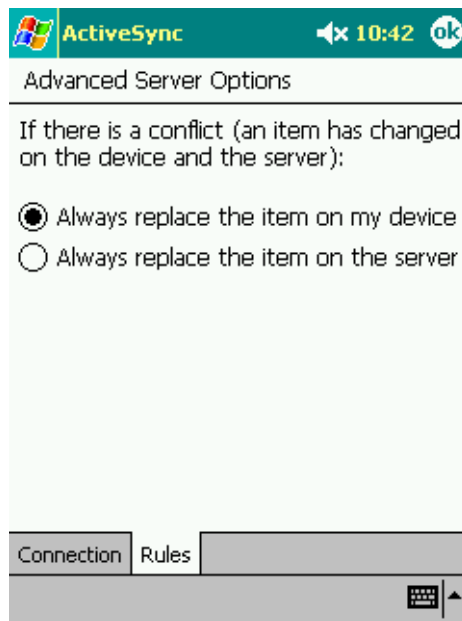 ActiveSync 10:42 ok
Advanced Server Options
If there is a conflict (an item has changed
on the device and the server):
Always replace the item on my device
Always replace the item on the server
Connection Rules